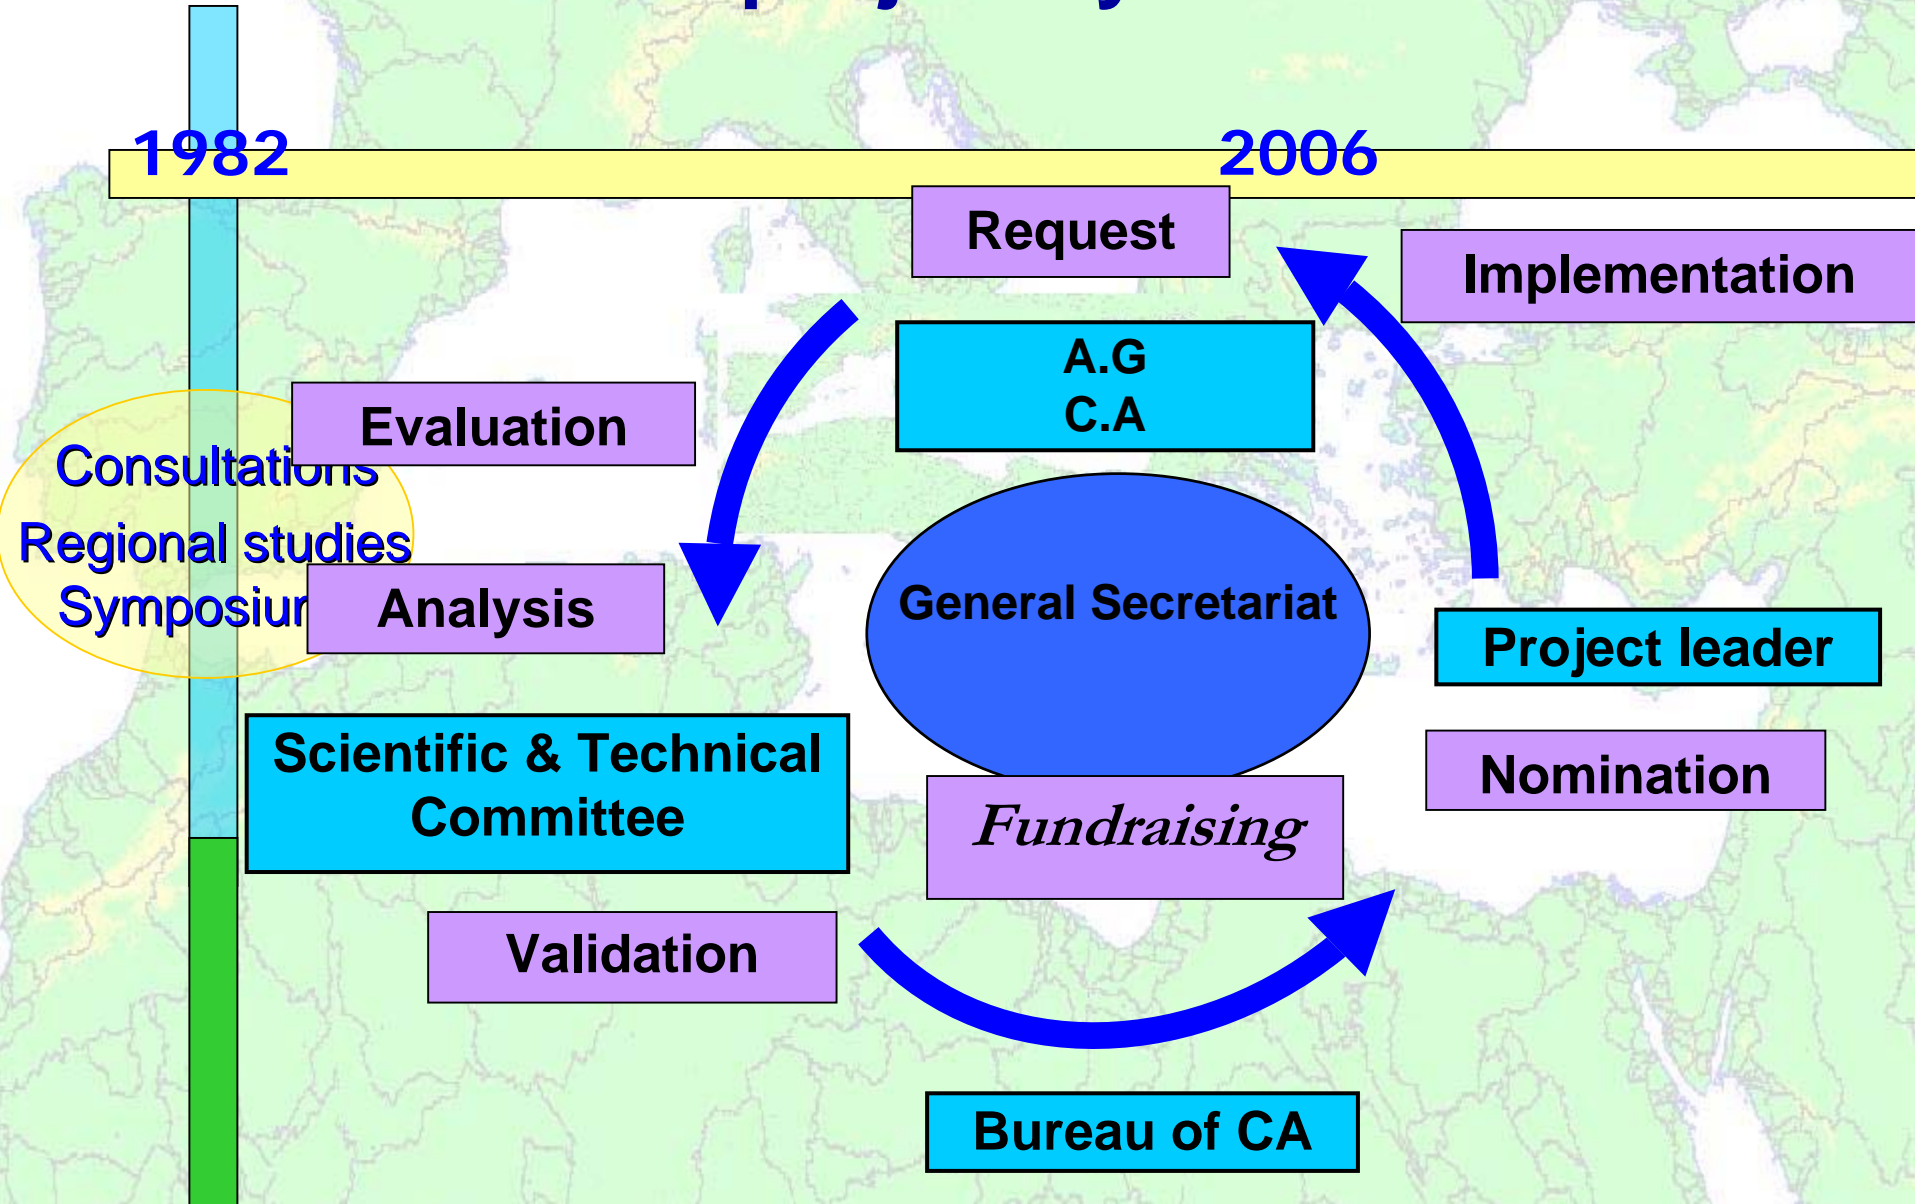 1982
2006
Request
Implementation
A.G
C.A
Evaluation
Consultations
Regional studies
Analysis
General Secretariat
Project leader
Scientific & Technical
Committee
Nomination
Fundraising
Validation
Bureau of CA